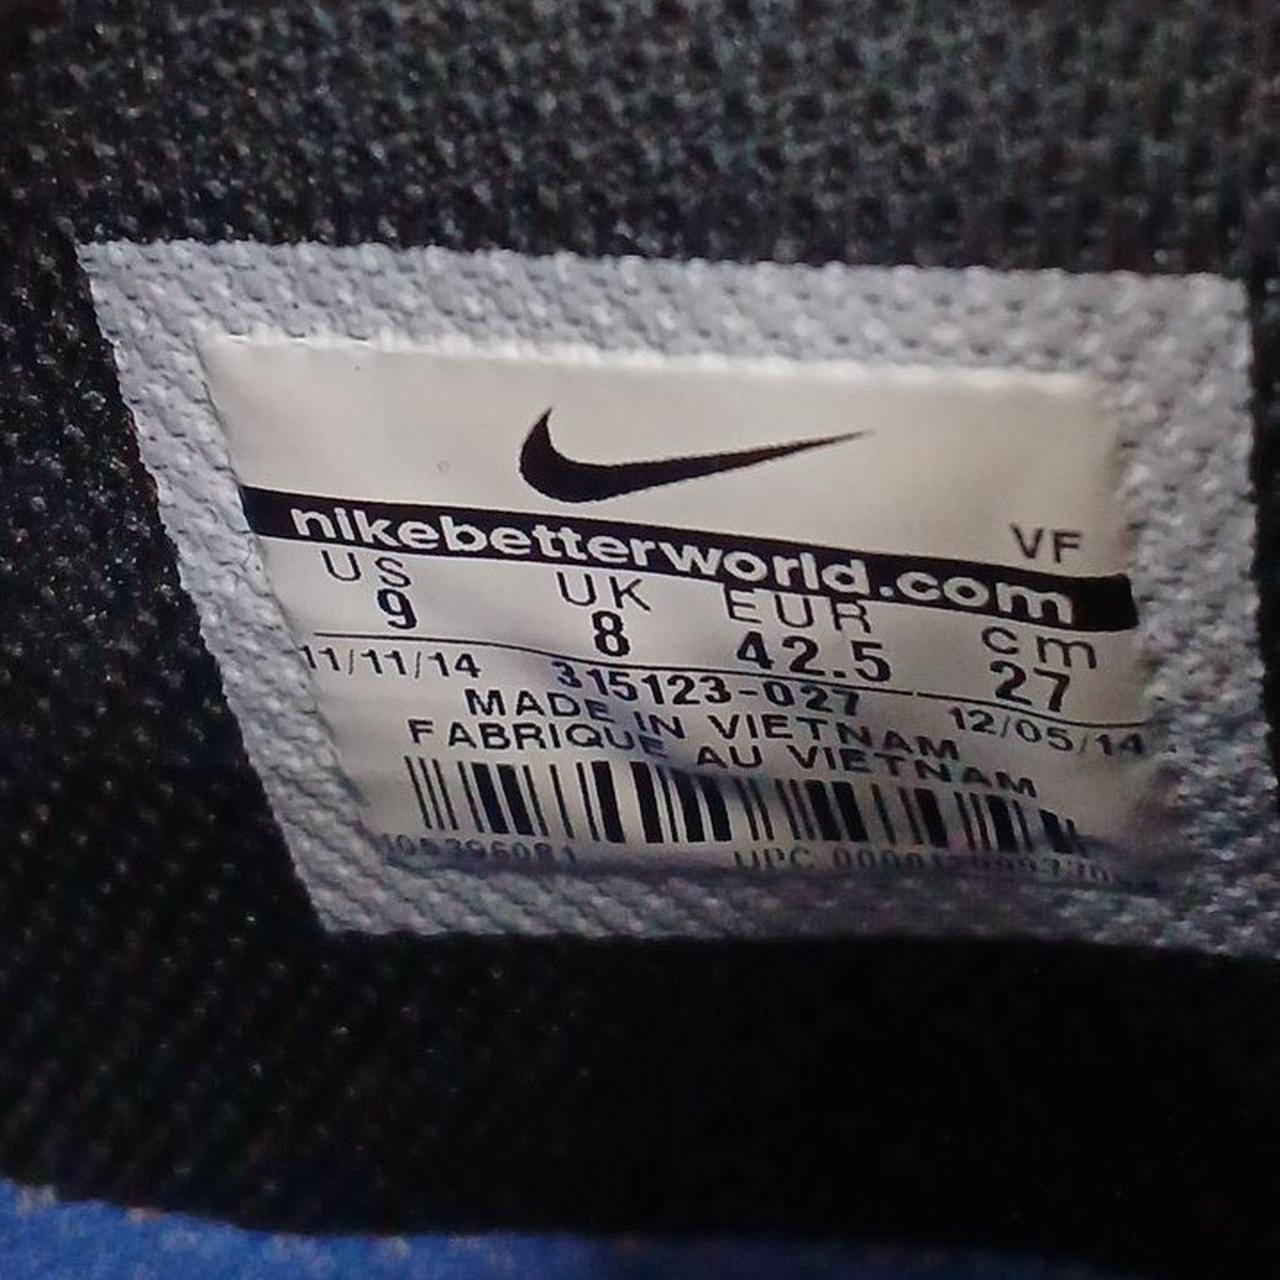 VF
nikebetterworld.com
US UK EUR cm
9 8 42.5 27
11/11/14 315123-027 12/05/14
MADE IN VIETNAM
FABRIQUE AU VIETNAM
UPC